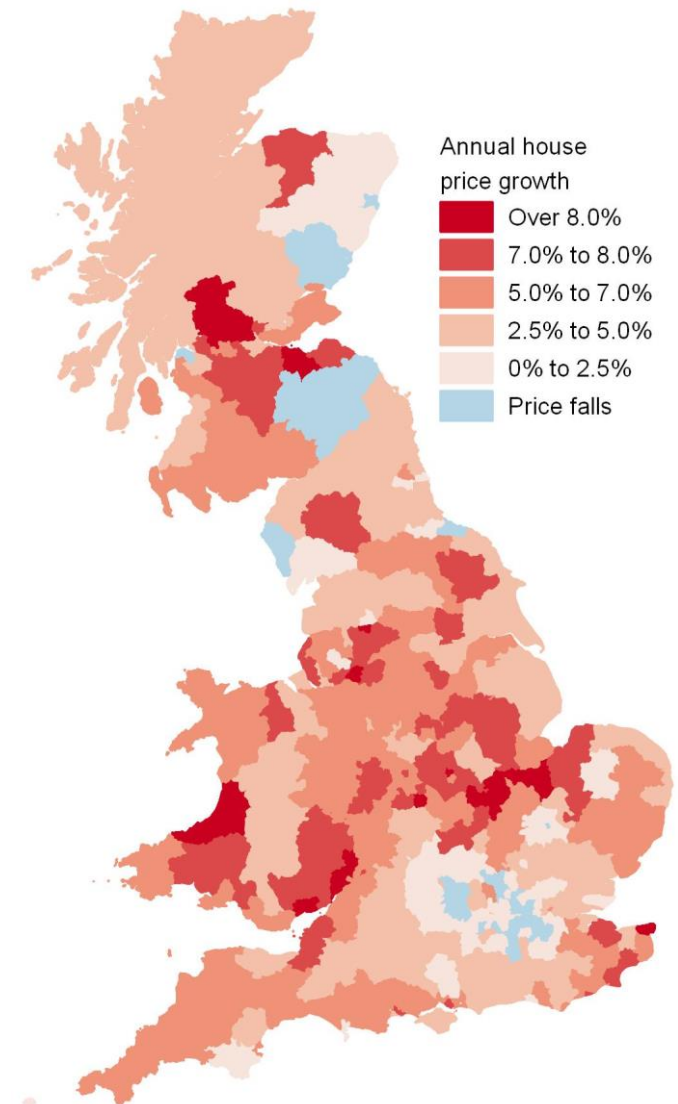 Annual house
price growth
Over 8.0%
7.0% to 8.0%
5.0% to 7.0%
2.5% to 5.0%
0% to 2.5%
Price falls